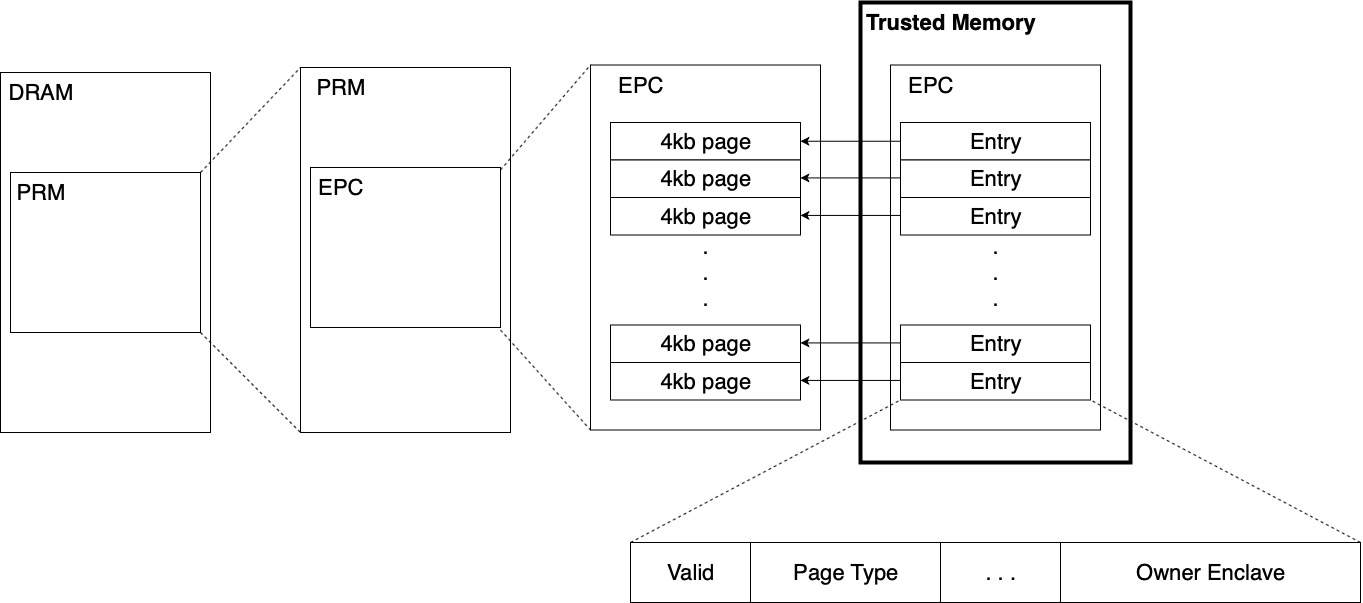 DRAM
PRM
PRM
EPC
EPC
4kb page
4kb page
4kb page
.
.
.
4kb page
4kb page
Trusted Memory
EPC
Entry
Entry
Entry
.
.
.
Entry
Entry
Valid
Page Type
. . .
Owner Enclave